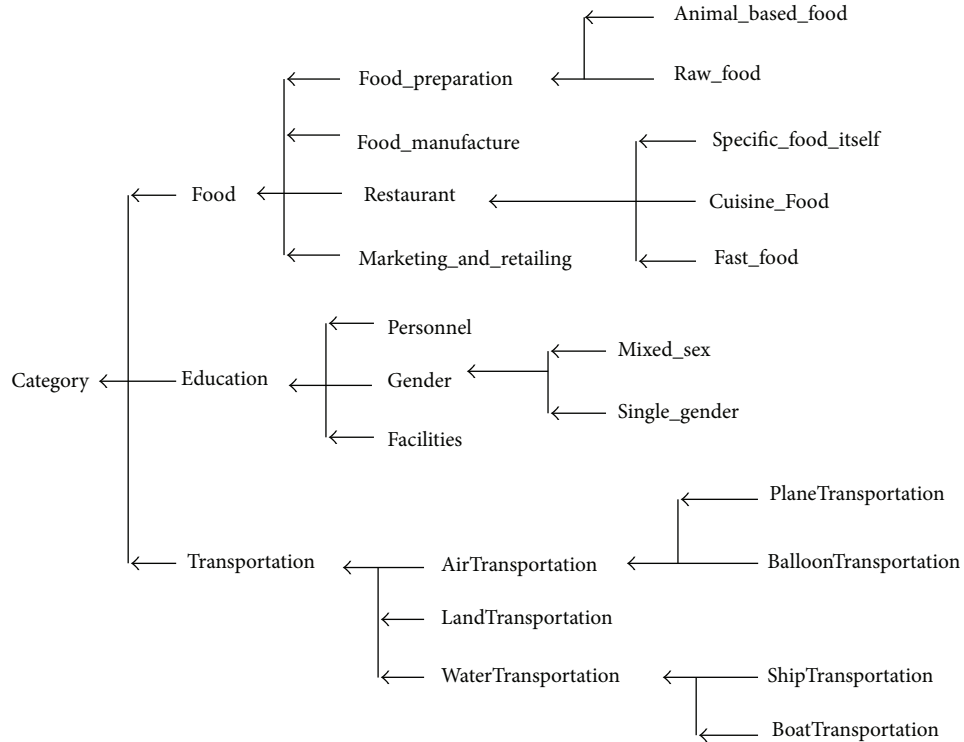 Animal_based_food
Raw_food
Food_preparation
Food_manufacture
Specific_food_itself
Food
Restaurant
Cuisine_Food
Marketing_and_retailing
Fast_food
Personnel
Mixed_sex
Category
Education
Gender
Single_gender
Facilities
PlaneTransportation
Transportation
AirTransportation
BalloonTransportation
LandTransportation
WaterTransportation
ShipTransportation
BoatTransportation